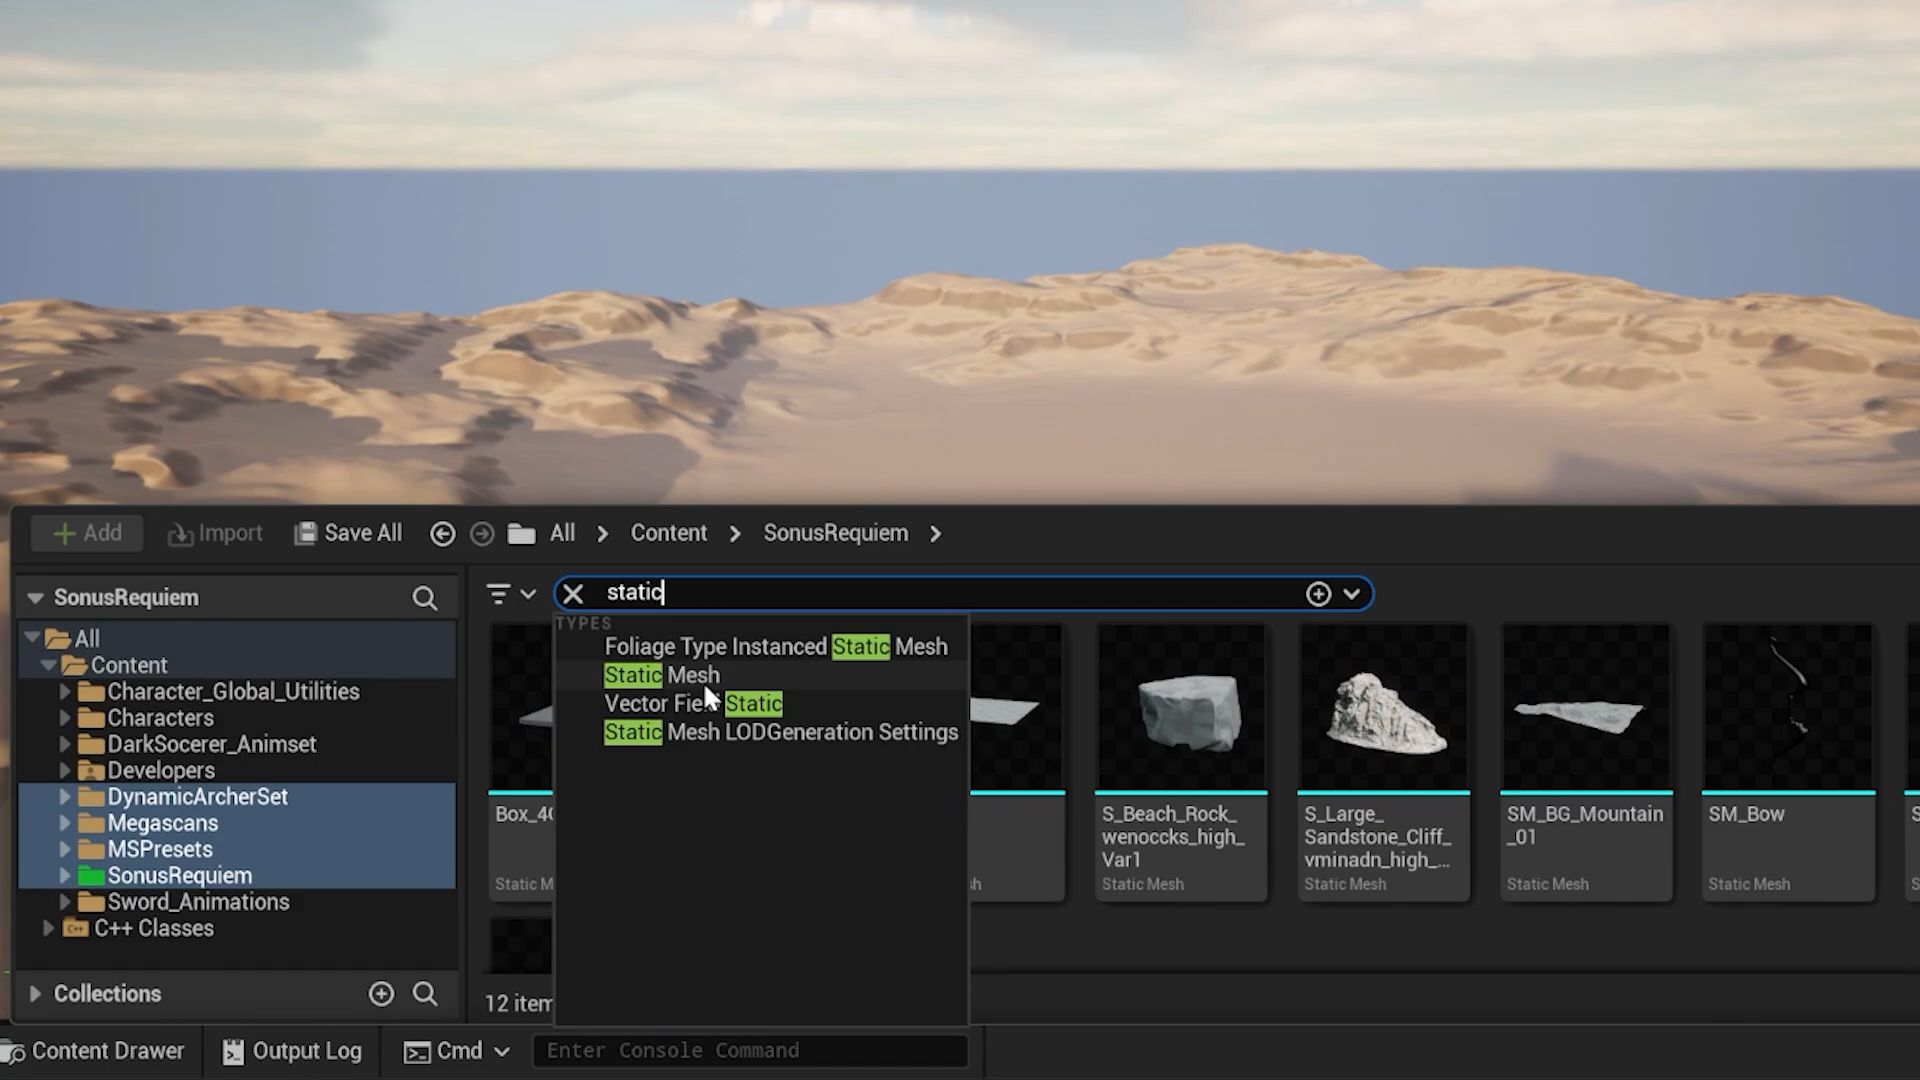 Add
Import
Save All
All
Content
SonusRequiem
SonusRequiem
static
TYPES
Foliage Type Instanced Static Mesh
Static Mesh
Vector Static
Static Mesh LODGeneration Settings
All
Content
Character_Global_Utilities
Characters
DarkSocerer_Animset
Developers
DynamicArcherSet
Megascans
MSPresets
SonusRequiem
Sword_Animations
C++ Classes
Collections
Box_4
Static M
sh
S_Beach_Rock_
wenoccks_high_
Var1
Static Mesh
S_Large_
Sandstone_Cliff_
vminadn_high_...
Static Mesh
SM_BG_Mountain
_01
Static Mesh
SM_Bow
Static Mesh
12 item
Content Drawer
Output Log
Cmd
Enter Console Command